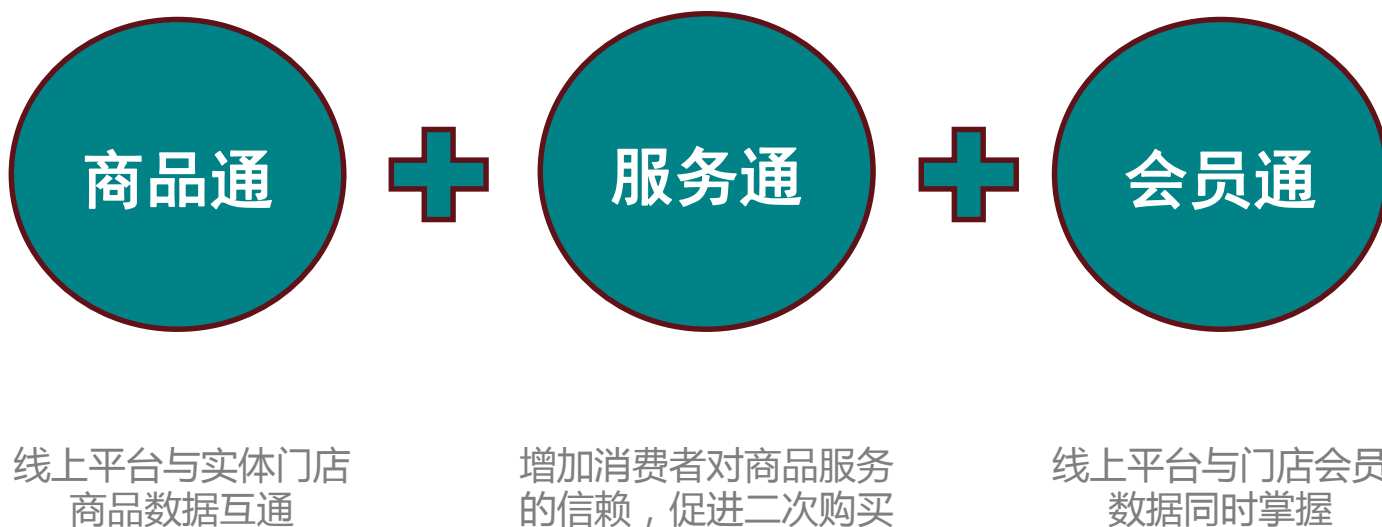 商品通
服务通
会员通
线上平台与实体门店
商品数据互通
增加消费者对商品服务
的信赖，促进二次购买
线上平台与门店会员
数据同时掌握